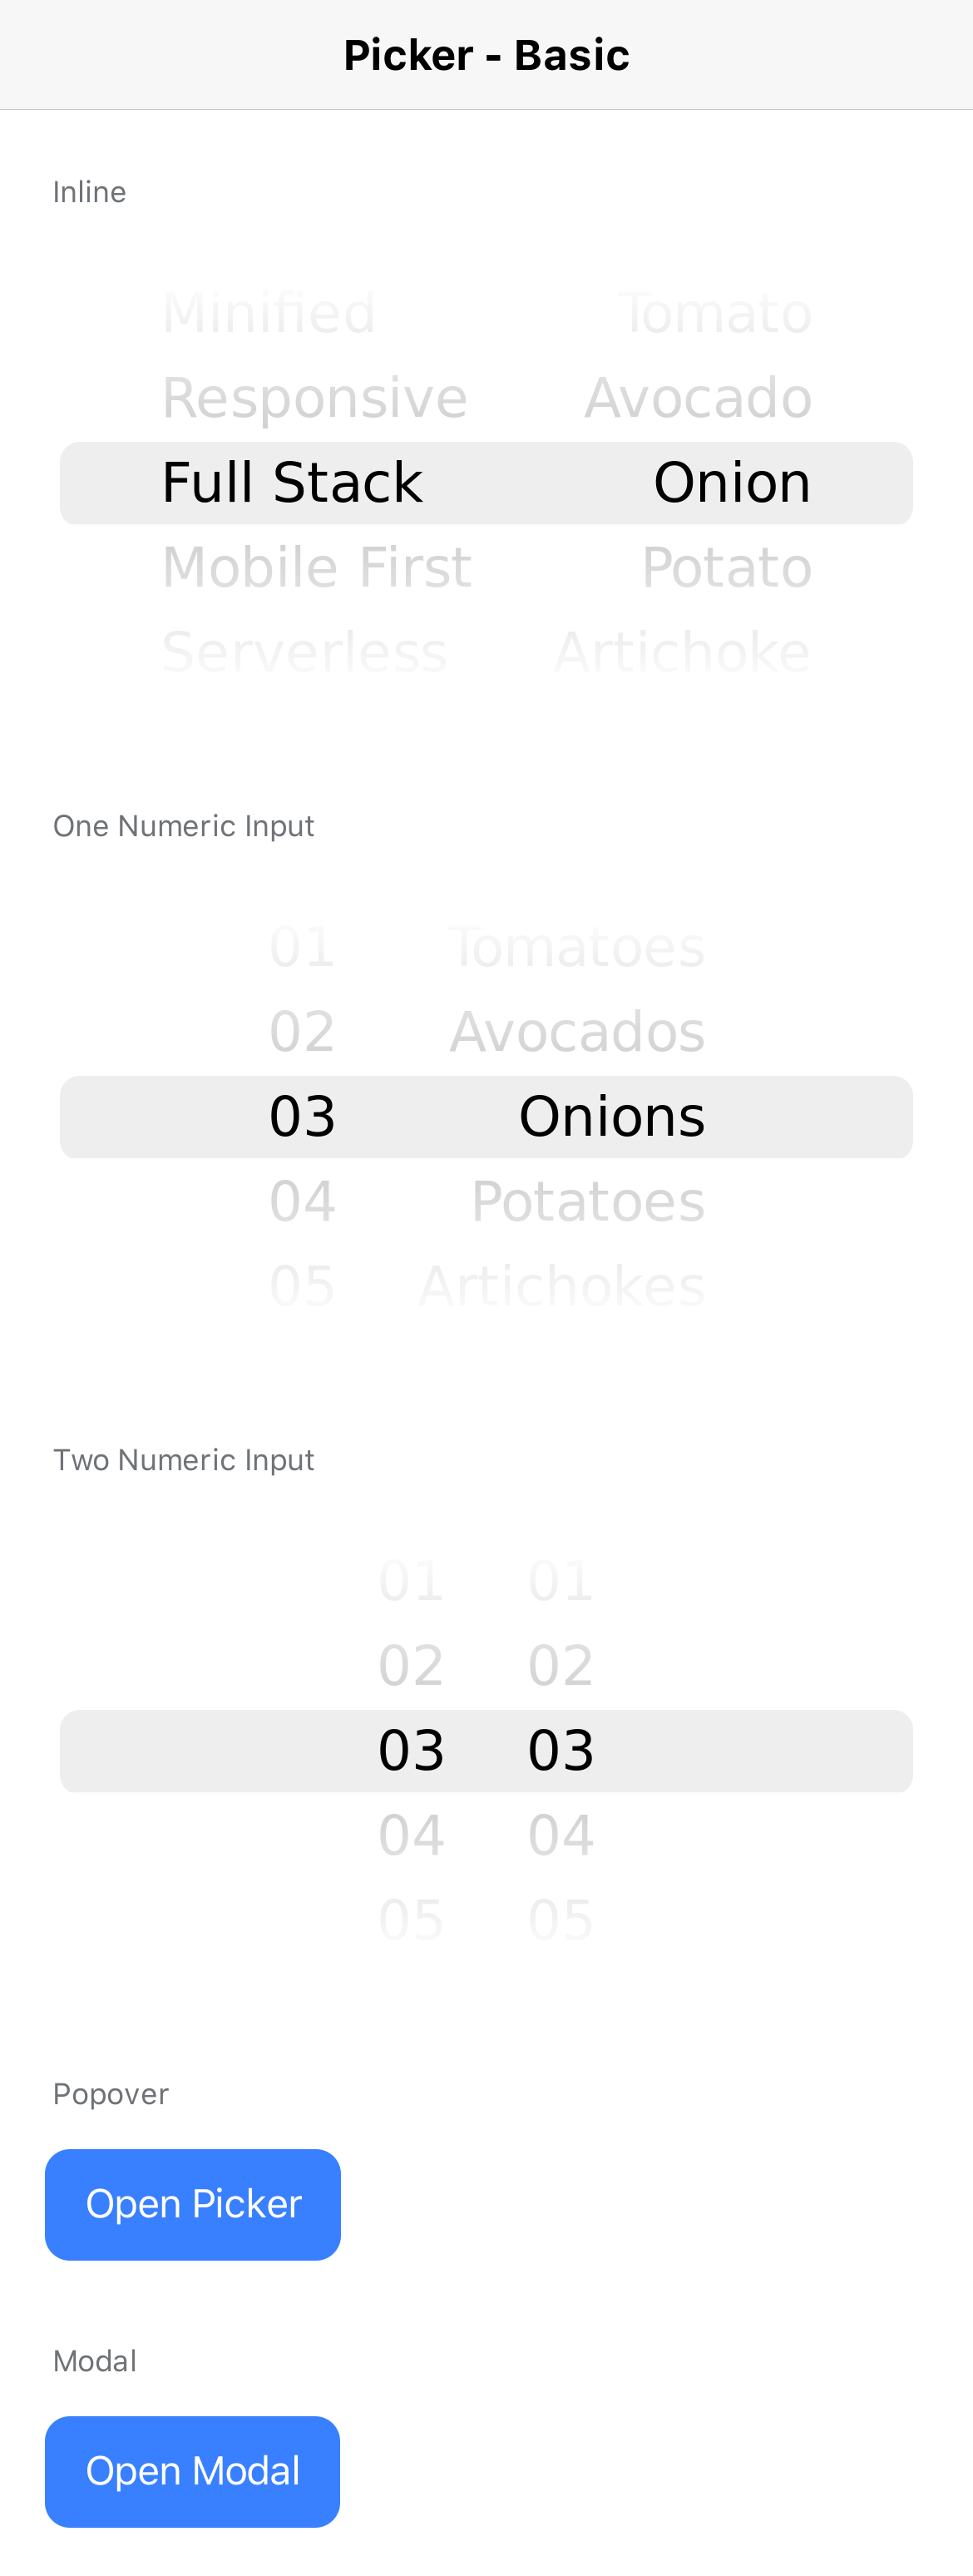 Picker - Basic
Inline
Minified Tomato
Responsive Avocado
Full Stack Onion
Mobile First Potato
Serverless Artichoke
One Numeric Input
01 Tomatoes
02 Avocados
03 Onions
04 Potatoes
05 Artichokes
Two Numeric Input
01 01
02 02
03 03
04 04
05 05
Popover
Open Picker
Modal
Open Modal